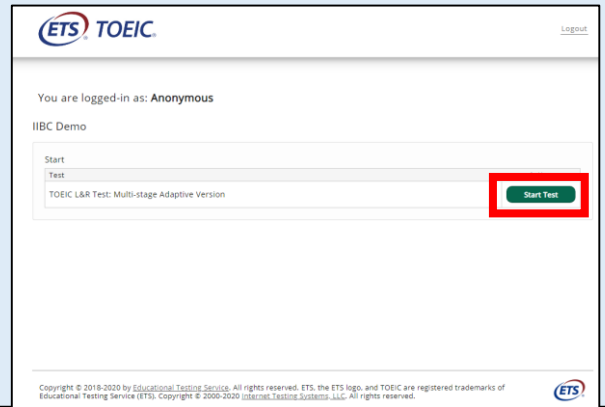 ETS TOEIC.
Logout
You are logged-in as: Anonymous
IIBC Demo
Start
Test
TOEIC L&R Test: Multi-stage Adaptive Version
Start Test
Copyright © 2018-2020 by Educational Testing Service. All rights reserved. ETS, the ETS logo, and TOEIC are registered trademarks of
Educational Testing Service (ETS). Copyright © 2000-2020 Internet Testing Systems, LLC. All rights reserved.
ETS